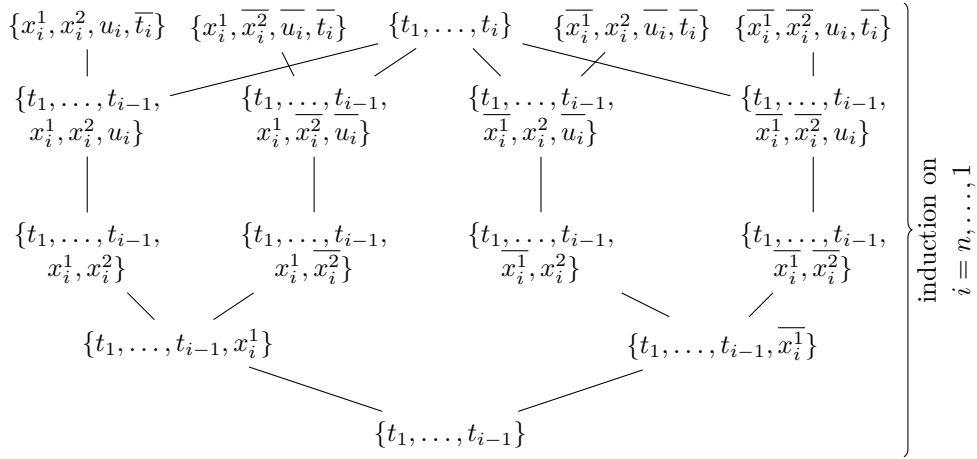 {x_i^1, x_i^2, u_i, \overline{t_i}} {x_i^1, \overline{x_i^2}, \overline{u_i}, \overline{t_i}} {t_1, …, t_i} {\overline{x_i^1}, x_i^2, \overline{u_i}, \overline{t_i}} {\overline{x_i^1}, \overline{x_i^2}, u_i, \overline{t_i}}
{t_1, …, t_{i−1}, {t_1, …, t_{i−1}, {t_1, …, t_{i−1}, {t_1, …, t_{i−1},
x_i^1, x_i^2, u_i} x_i^1, \overline{x_i^2}, \overline{u_i}} \overline{x_i^1}, x_i^2, \overline{u_i}} \overline{x_i^1}, \overline{x_i^2}, u_i}
{t_1, …, t_{i−1}, {t_1, …, t_{i−1}, {t_1, …, t_{i−1}, {t_1, …, t_{i−1},
x_i^1, x_i^2} x_i^1, \overline{x_i^2}} \overline{x_i^1}, x_i^2} \overline{x_i^1}, \overline{x_i^2}}
{t_1, …, t_{i−1}, x_i^1} {t_1, …, t_{i−1}, \overline{x_i^1}}
{t_1, …, t_{i−1}}
induction on
i = n, …, 1